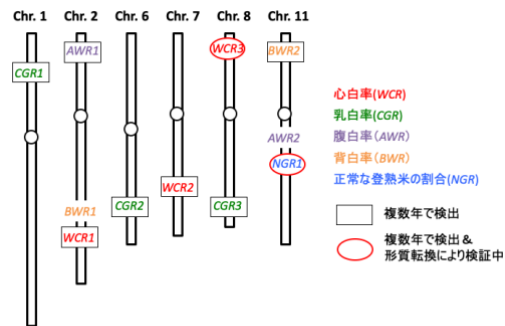 Chr. 1 Chr. 2 Chr. 6 Chr. 7 Chr. 8 Chr. 11
AWR1 WCR3 BWR2
CGR1
心白率(WCR)
乳白率(CGR)
腹白率(AWR)
AWR2
背白率(BWR)
NGR1
正常な登熟米の割合(NGR)
WCR2
BWR1 CGR2 CGR3
複数年で検出
WCR1
複数年で検出&
形質転換により検証中